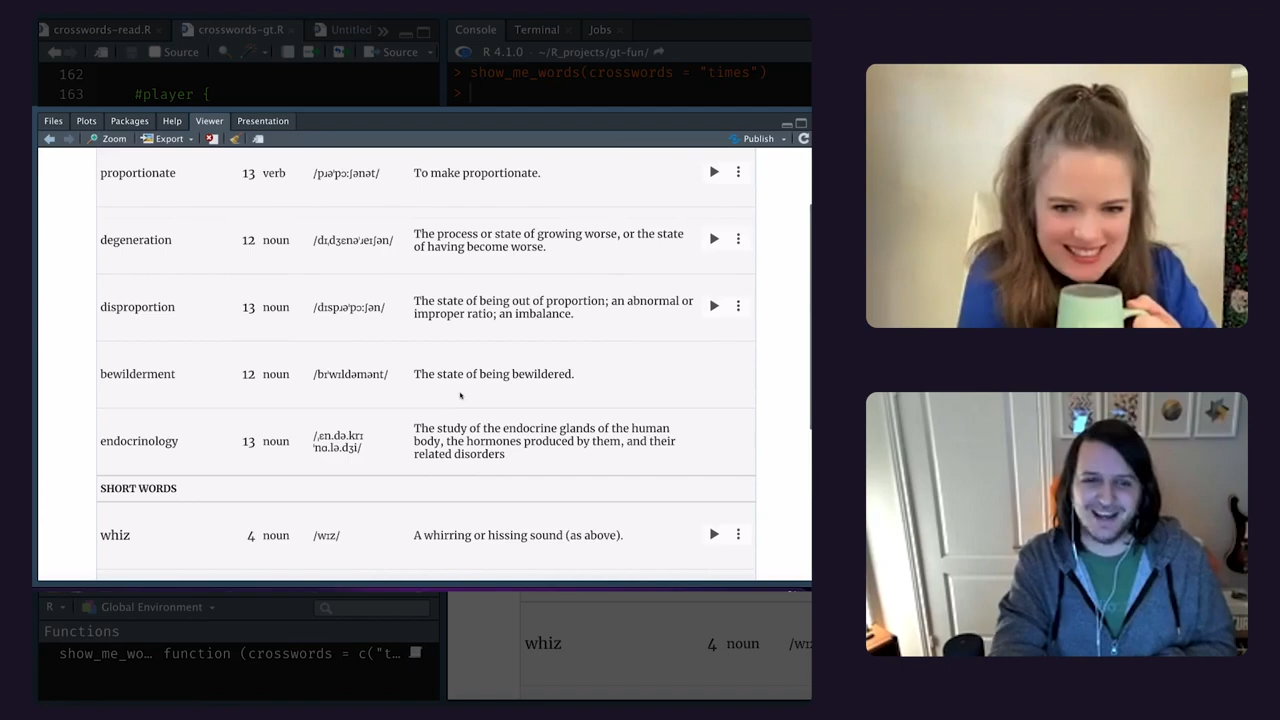 crosswords-read.R
crosswords-gt.R
Untitled
Source
Source
162
163 #player {
Console Terminal Jobs
R 4.1.0 · ~/R_projects/gt-fun/
> show_me_words(crosswords = "times")
>
Files Plots Packages Help Viewer Presentation
Zoom Export Publish
proportionate 13 verb /pɹəˈpɔːʃənət/ To make proportionate.
degeneration 12 noun /dɪˌdʒɛnəˈɹeɪʃən/ The process or state of growing worse, or the state
of having become worse.
disproportion 13 noun /dɪspɹəˈpɔːʃən/ The state of being out of proportion; an abnormal or
improper ratio; an imbalance.
bewilderment 12 noun /bɪˈwɪldəmənt/ The state of being bewildered.
endocrinology 13 noun /ˌɛn.də.krɪ
ˈnɑ.lə.dʒi/
The study of the endocrine glands of the human
body, the hormones produced by them, and their
related disorders
SHORT WORDS
whiz 4 noun /wɪz/ A whirring or hissing sound (as above).
R Global Environment
Functions
show_me_wo… function (crosswords = c("t…
whiz 4 noun /wɪz